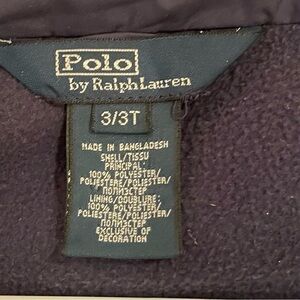 Polo
by Ralph Lauren
3/3T
MADE IN BANGLADESH
SHELL/TISSU
PRINCIPAL:
100% POLYESTER/
POLIESTERE/POLIESTER/
ПОЛИЭСТЕР
LINING/DOUBLURE:
100% POLYESTER/
POLIESTERE/POLIESTER/
ПОЛИЭСТЕР
EXCLUSIVE OF
DECORATION